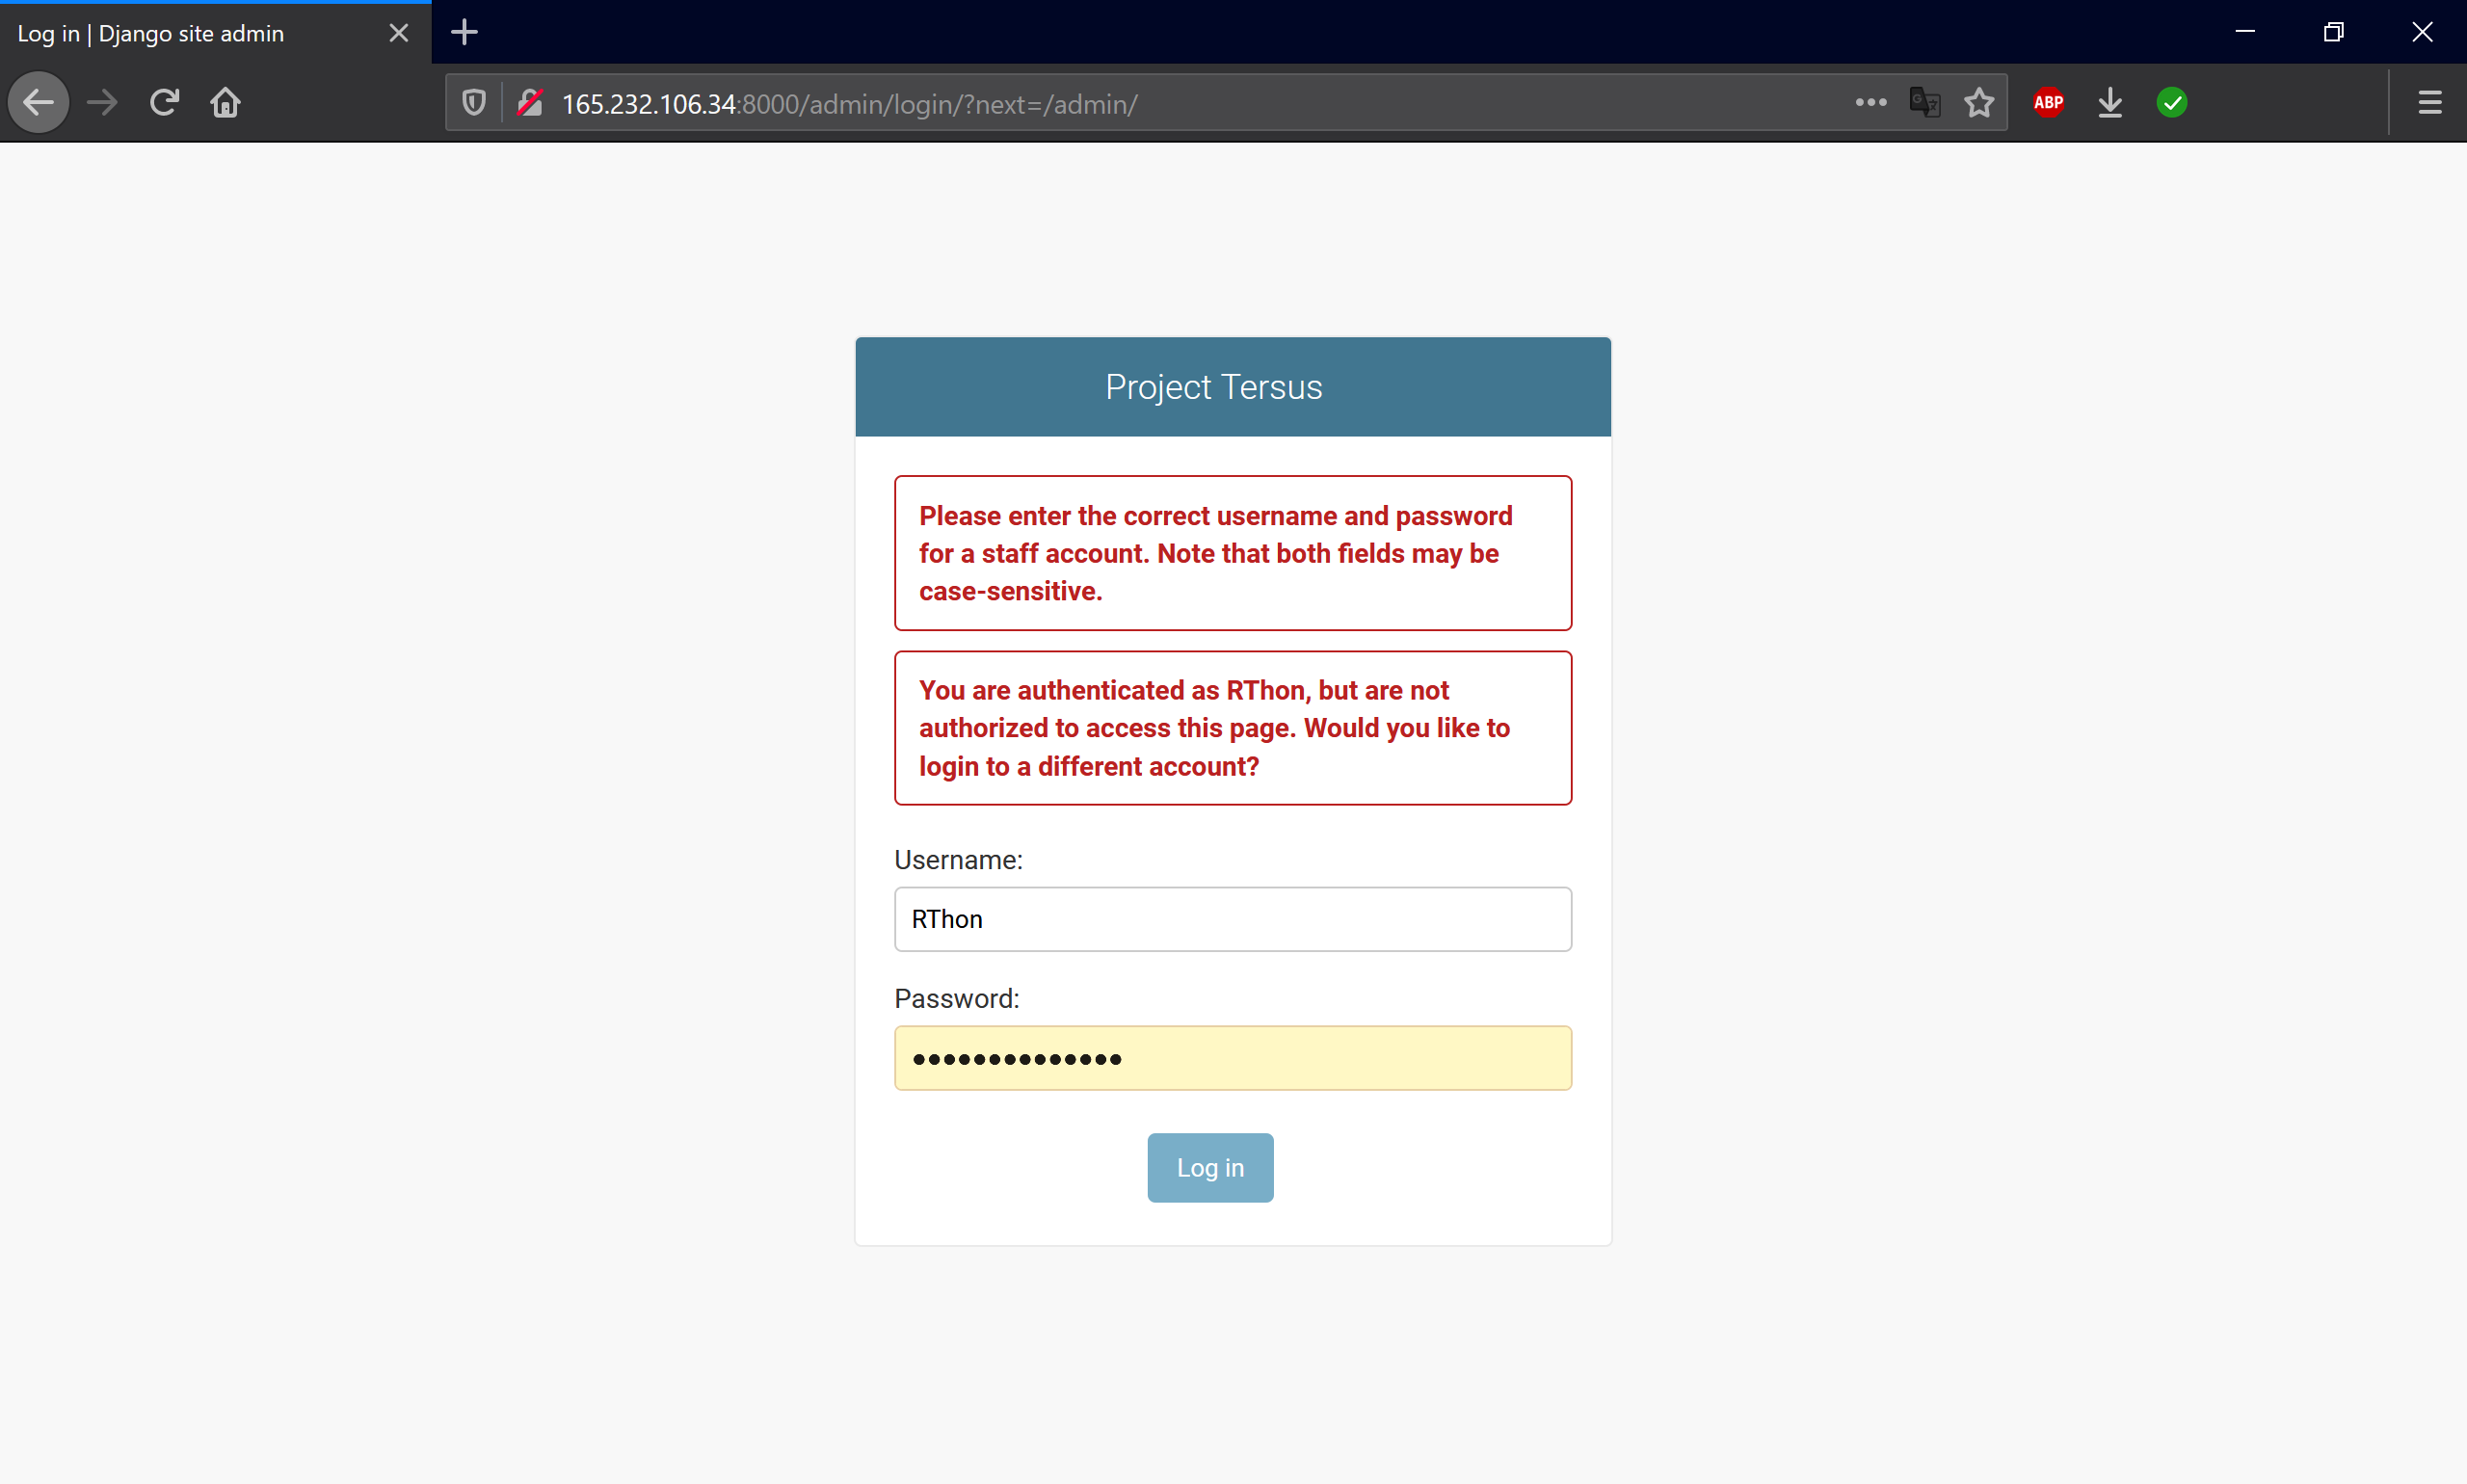 Log in | Django site admin
165.232.106.34:8000/admin/login/?next=/admin/
ABP
Project Tersus
Please enter the correct username and password
for a staff account. Note that both fields may be
case-sensitive.
You are authenticated as RThon, but are not
authorized to access this page. Would you like to
login to a different account?
Username:
RThon
Password:
Log in